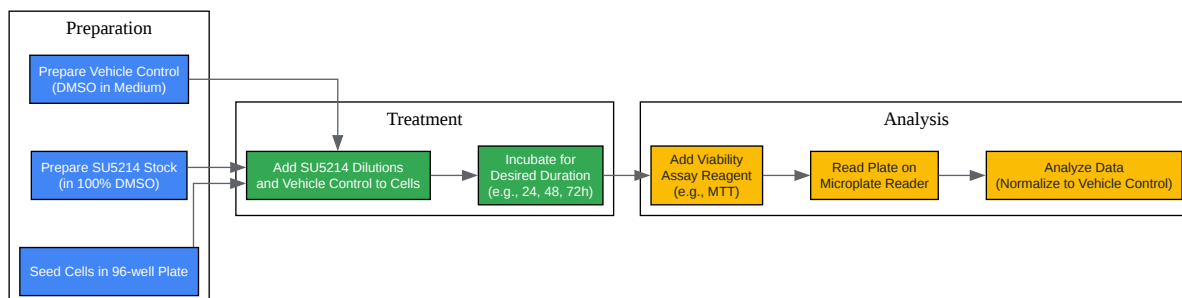 Preparation
Prepare Vehicle Control
(DMSO in Medium)
Prepare SU5214 Stock
(in 100% DMSO)
Seed Cells in 96-well Plate
Treatment
Add SU5214 Dilutions
and Vehicle Control to Cells
Incubate for
Desired Duration
(e.g., 24, 48, 72h)
Analysis
Add Viability
Assay Reagent
(e.g., MTT)
Read Plate on
Microplate Reader
Analyze Data
(Normalize to Vehicle Control)